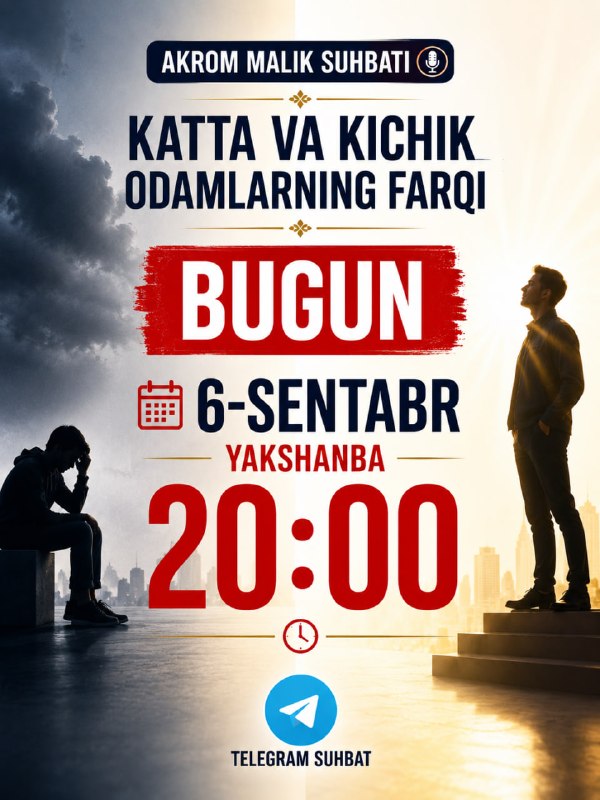 AKROM MALIK SUHBATI
KATTA VA KICHIK
ODAMLARNING FARQI
BUGUN
6-SENTABR
YAKSHANBA
20:00
TELEGRAM SUHBAT